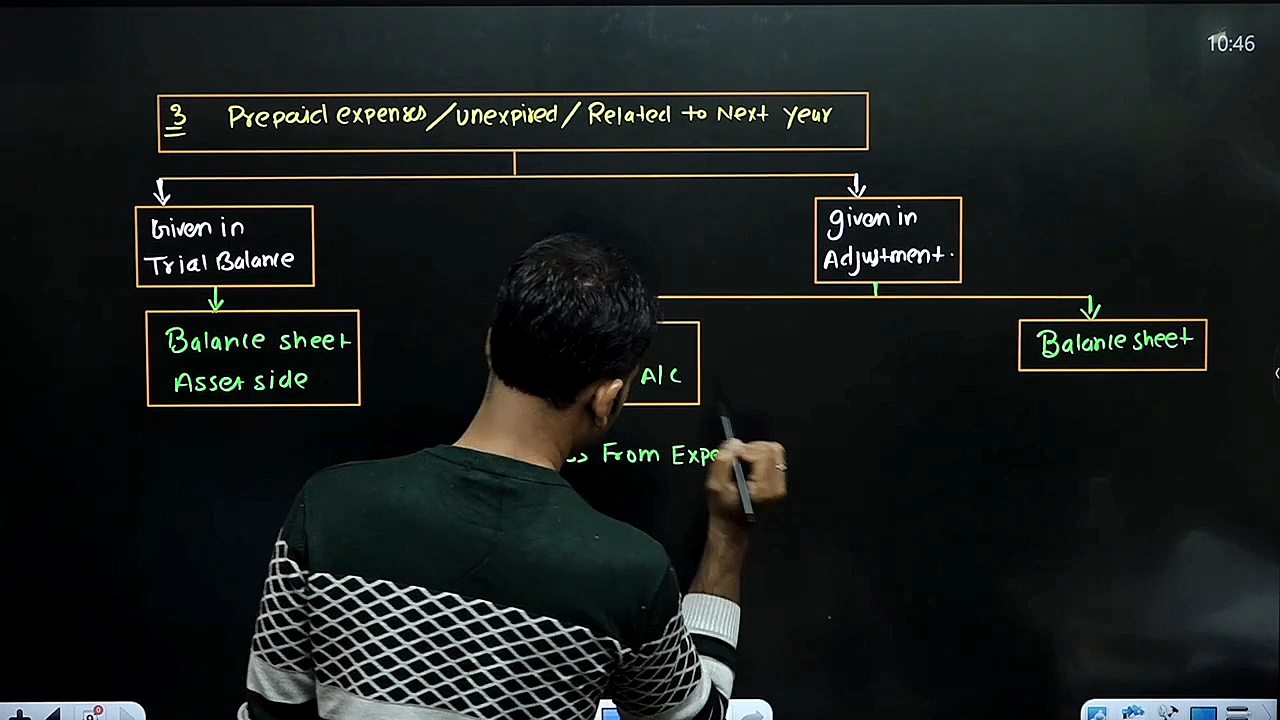 10:46
3 Prepaid expenses/unexpired/Related to Next year
Given in
Trial Balance
given in
Adjustment.
Balance sheet
Asset side
A/c
Balance sheet
From Expe